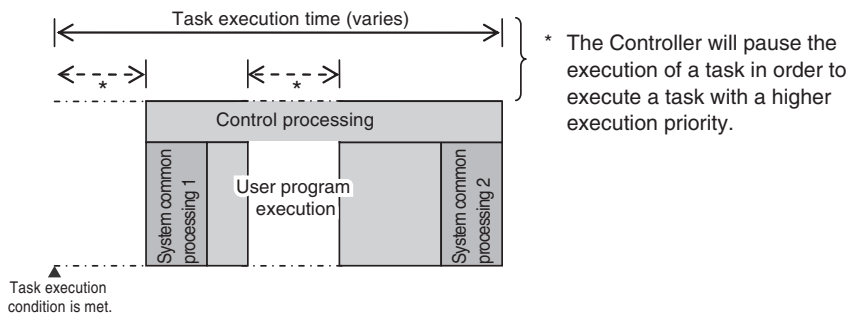 Task execution time (varies)
*
*
* The Controller will pause the
execution of a task in order to
execute a task with a higher
execution priority.
Control processing
System common
processing 1
User program
execution
System common
processing 2
Task execution
condition is met.